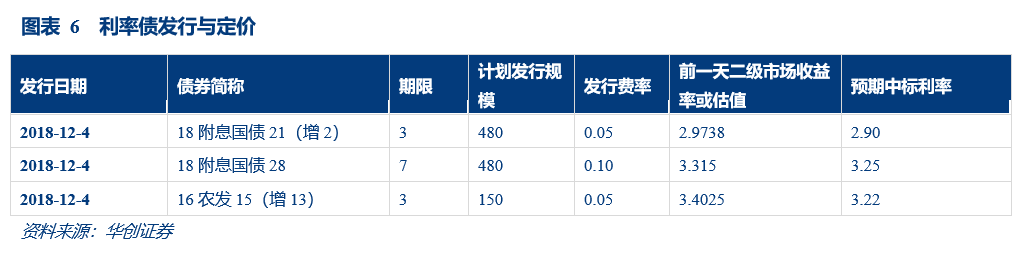 图表 6 利率债发行与定价
发行日期 债券简称 期限 计划发行规模 发行费率 前一天二级市场收益率或估值 预期中标利率
2018-12-4 18 附息国债 21（增 2） 3 480 0.05 2.9738 2.90
2018-12-4 18 附息国债 28 7 480 0.10 3.315 3.25
2018-12-4 16 农发 15（增 13） 3 150 0.05 3.4025 3.22
资料来源：华创证券